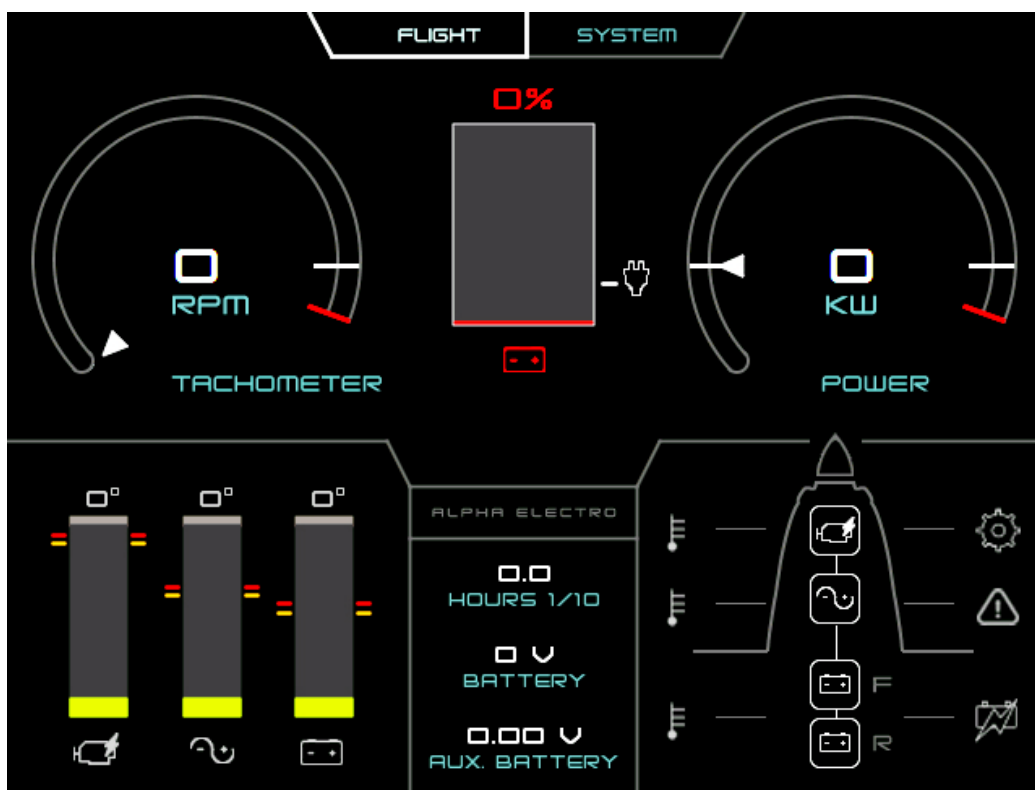 FLIGHT
SYSTEM
0%
0
RPM
TACHOMETER
0
KW
POWER
0°
0°
0°
ALPHA ELECTRO
0.0
HOURS 1/10
0 V
BATTERY
0.00 V
AUX. BATTERY
F
R